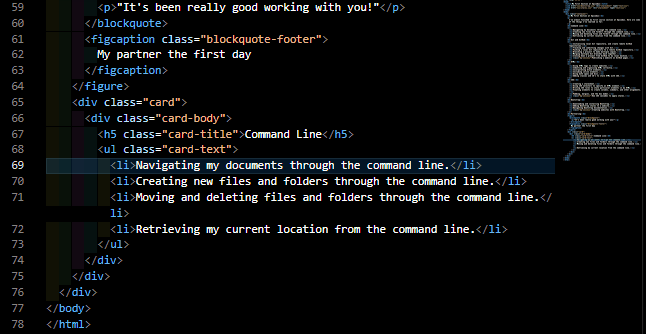 59 <p>"It's been really good working with you!"</p>
60 </blockquote>
61 <figcaption class="blockquote-footer">
62 My partner the first day
63 </figcaption>
64 </figure>
65 <div class="card">
66 <div class="card-body">
67 <h5 class="card-title">Command Line</h5>
68 <ul class="card-text">
69 <li>Navigating my documents through the command line.</li>
70 <li>Creating new files and folders through the command line.</li>
71 <li>Moving and deleting files and folders through the command line.</
li>
72 <li>Retrieving my current location from the command line.</li>
73 </ul>
74 </div>
75 </div>
76 </div>
77 </body>
78 </html>